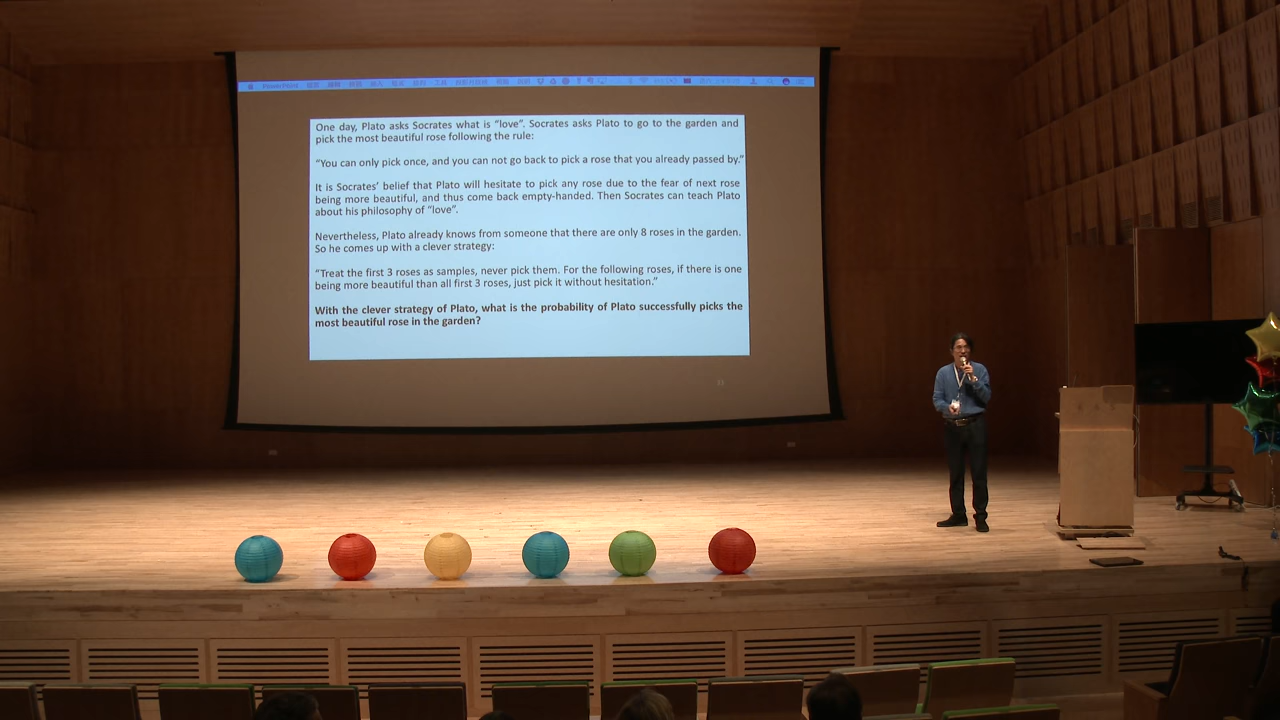 PowerPoint
One day, Plato asks Socrates what is “love”. Socrates asks Plato to go to the garden and
pick the most beautiful rose following the rule:
“You can only pick once, and you can not go back to pick a rose that you already passed by.”
It is Socrates’ belief that Plato will hesitate to pick any rose due to the fear of next rose
being more beautiful, and thus come back empty-handed. Then Socrates can teach Plato
about his philosophy of “love”.
Nevertheless, Plato already knows from someone that there are only 8 roses in the garden.
So he comes up with a clever strategy:
“Treat the first 3 roses as samples, never pick them. For the following roses, if there is one
being more beautiful than all first 3 roses, just pick it without hesitation.”
With the clever strategy of Plato, what is the probability of Plato successfully picks the
most beautiful rose in the garden?